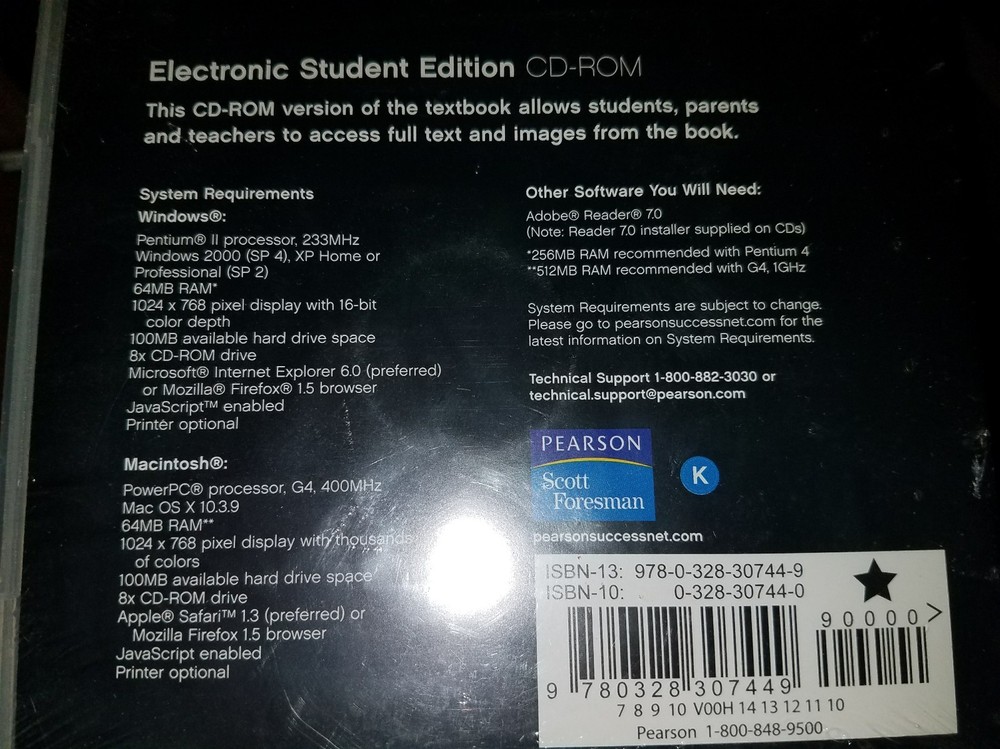 Electronic Student Edition CD-ROM
This CD-ROM version of the textbook allows students, parents
and teachers to access full text and images from the book.
System Requirements
Windows®:
Pentium® II processor, 233MHz
Windows 2000 (SP 4), XP Home or
Professional (SP 2)
64MB RAM*
1024 x 768 pixel display with 16-bit
color depth
100MB available hard drive space
8x CD-ROM drive
Microsoft® Internet Explorer 6.0 (preferred)
or Mozilla® Firefox® 1.5 browser
JavaScript™ enabled
Printer optional
Macintosh®:
PowerPC® processor, G4, 400MHz
Mac OS X 10.3.9
64MB RAM**
1024 x 768 pixel display with thousands
of colors
100MB available hard drive space
8x CD-ROM drive
Apple® Safari™ 1.3 (preferred) or
Mozilla Firefox 1.5 browser
JavaScript enabled
Printer optional
Other Software You Will Need:
Adobe® Reader® 7.0
(Note: Reader 7.0 installer supplied on CDs)
*256MB RAM recommended with Pentium 4
**512MB RAM recommended with G4, 1GHz
System Requirements are subject to change.
Please go to pearsonsuccessnet.com for the
latest information on System Requirements.
Technical Support 1-800-882-3030 or
technical.support@pearson.com
PEARSON
Scott
Foresman
K
pearsonsuccessnet.com
ISBN-13: 978-0-328-30744-9
ISBN-10: 0-328-30744-0
90000>
9 780328 307449
7 8 9 10 V00H 14 13 12 11 10
Pearson 1-800-848-9500